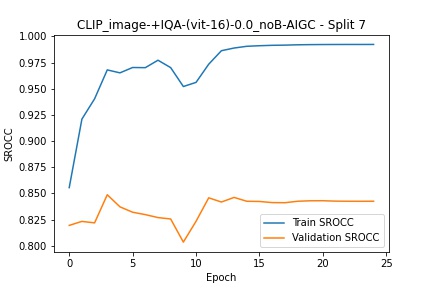 CLIP_image-+IQA-(vit-16)-0.0_noB-AIGC - Split 7
1.000
0.975
0.950
0.925
0.900
0.875
0.850
0.825
0.800
SROCC
Train SROCC
Validation SROCC
0 5 10 15 20 25
Epoch